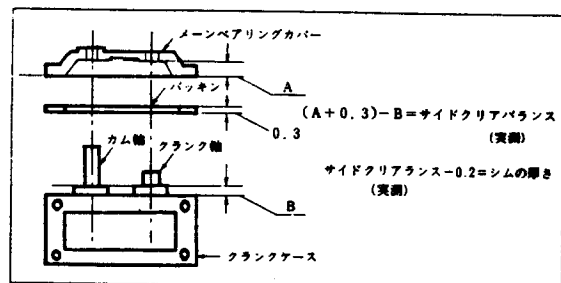 メーンベアリングカバー
A
パッキン
(A+0.3)-B=サイドクリアパランス
(実測)
0.3
カム軸
クランク軸
サイドクリアランス-0.2=シムの厚さ
(実測)
B
クランクケース